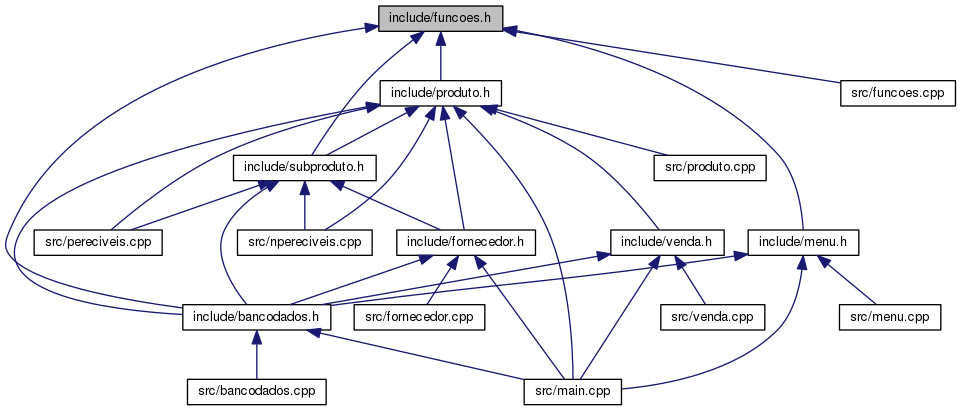 include/funcoes.h
include/produto.h
src/funcoes.cpp
include/subproduto.h
src/produto.cpp
src/pereciveis.cpp
src/npereciveis.cpp
include/fornecedor.h
include/venda.h
include/menu.h
include/bancodados.h
src/fornecedor.cpp
src/venda.cpp
src/menu.cpp
src/bancodados.cpp
src/main.cpp